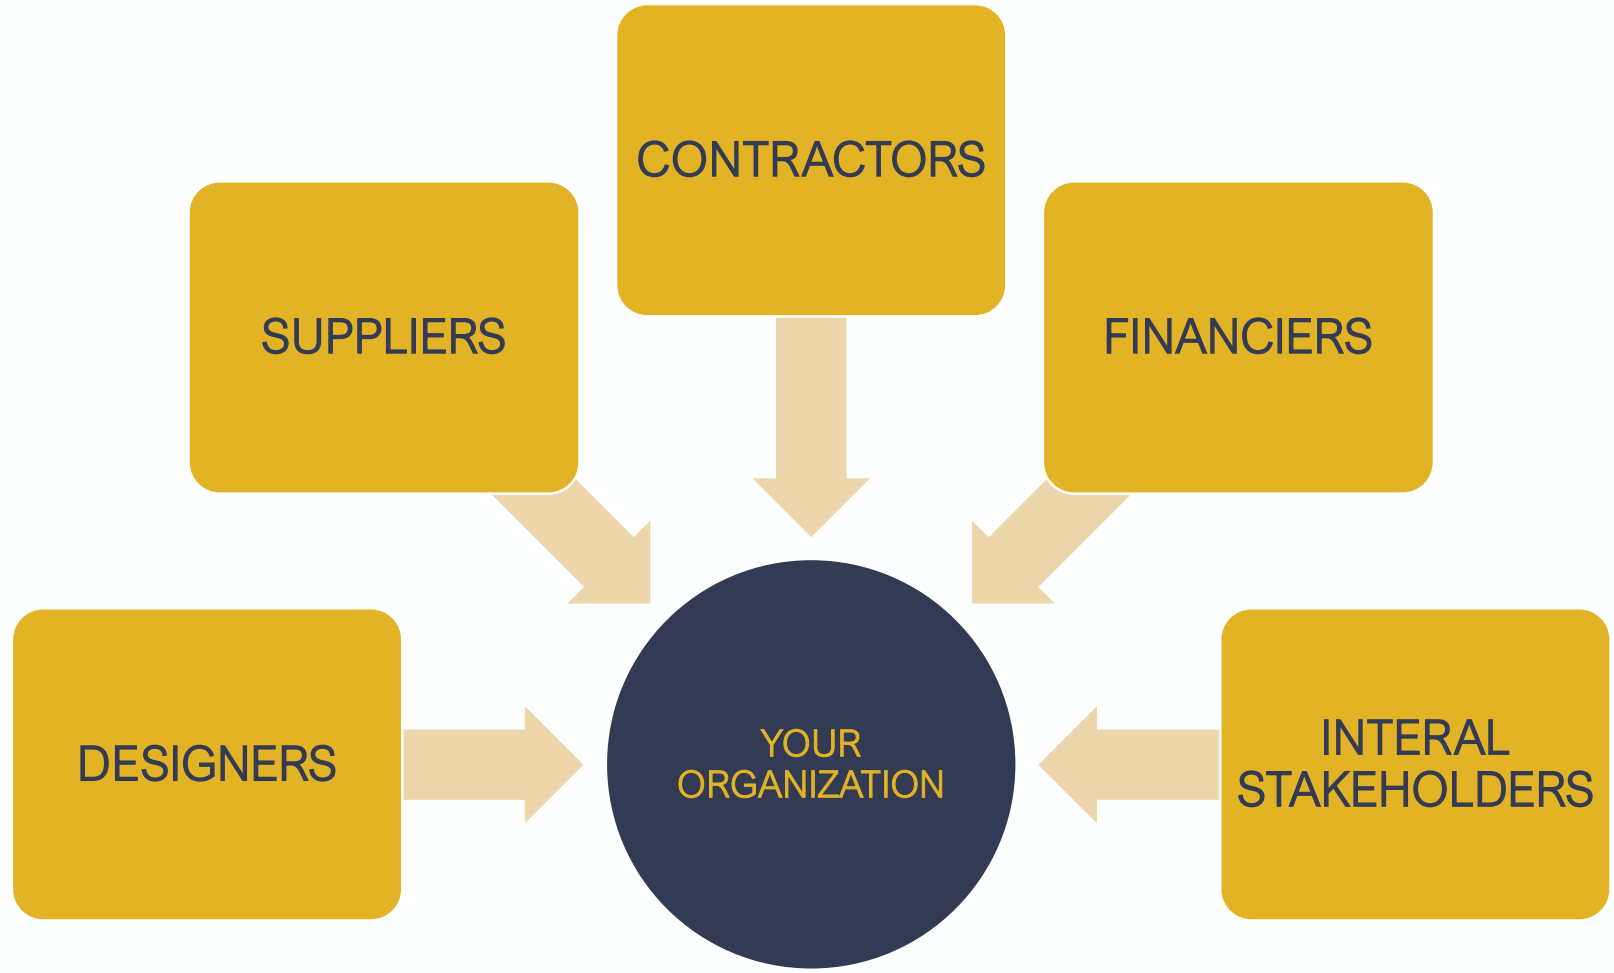 CONTRACTORS
SUPPLIERS
FINANCIERS
DESIGNERS
YOUR
ORGANIZATION
INTERAL
STAKEHOLDERS